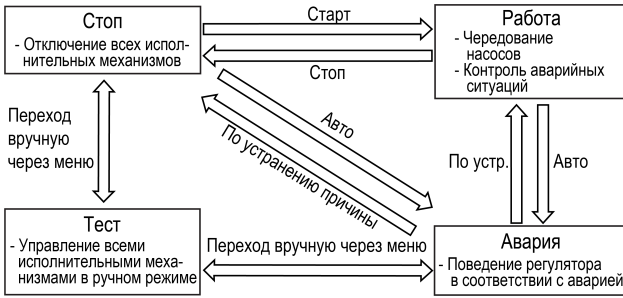 Стоп
- Отключение всех испол-
нительных механизмов
Старт
Стоп
Работа
- Чередование
насосов
- Контроль аварийных
ситуаций
Переход
вручную
через меню
Авто
По устранению причины
По устр.
Авто
Тест
- Управление всеми
исполнительными меха-
низмами в ручном режиме
Переход вручную через меню
Авария
- Поведение регулятора
в соответствии с аварией